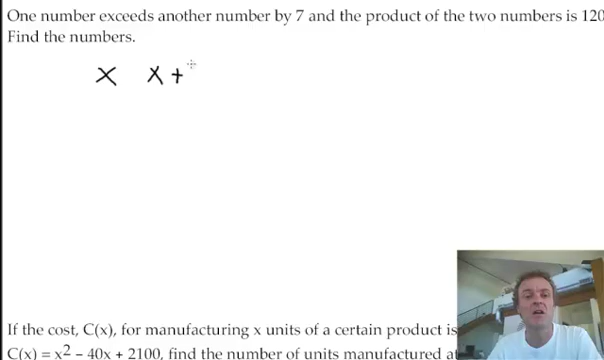 One number exceeds another number by 7 and the product of the two numbers is 120
Find the numbers.
x x +
If the cost, C(x), for manufacturing x units of a certain product is
C(x) = x2 – 40x + 2100, find the number of units manufactured at